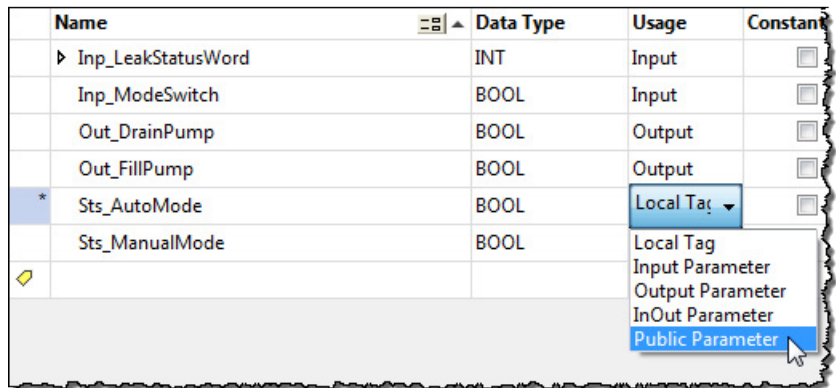 Name Data Type Usage Constant
Inp_LeakStatusWord INT Input
Inp_ModeSwitch BOOL Input
Out_DrainPump BOOL Output
Out_FillPump BOOL Output
* Sts_AutoMode BOOL Local Tag
Sts_ManualMode BOOL Local Tag
Input Parameter
Output Parameter
InOut Parameter
Public Parameter